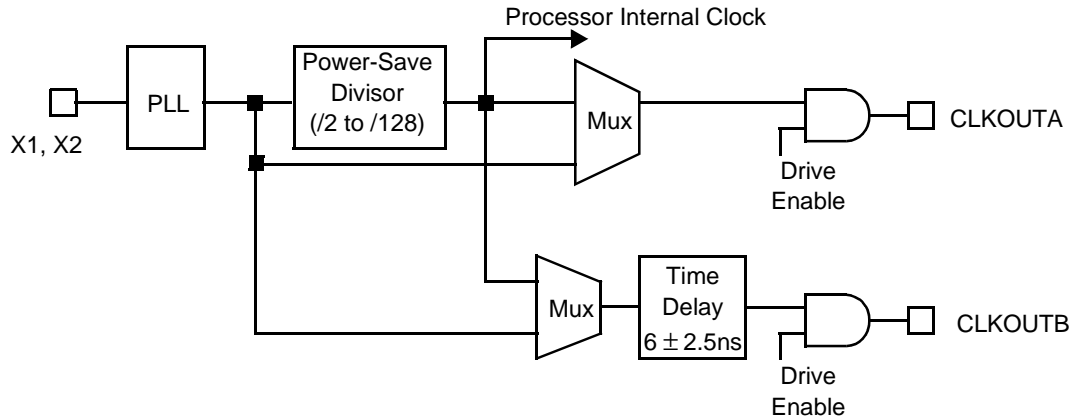 Processor Internal Clock
PLL
Power-Save
Divisor
(/2 to /128)
Mux
CLKOUTA
X1, X2
Drive
Enable
Mux
Time
Delay
6 ± 2.5ns
CLKOUTB
Drive
Enable